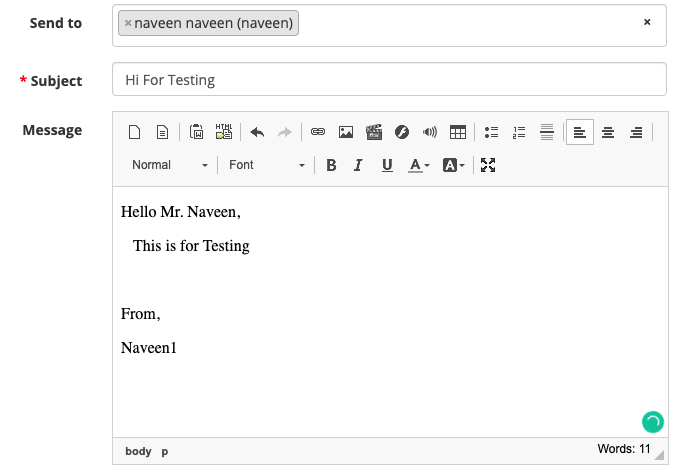 Send to
× naveen naveen (naveen) ×
* Subject
Hi For Testing
Message
HTML
Normal Font B I U A A
Hello Mr. Naveen,
This is for Testing
From,
Naveen1
body p Words: 11